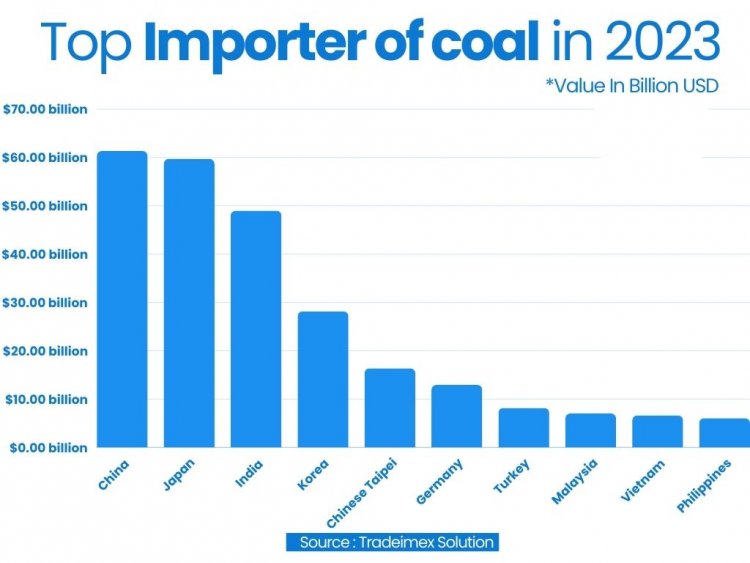 Top Importer of coal in 2023
*Value In Billion USD
$70.00 billion
$60.00 billion
$50.00 billion
$40.00 billion
$30.00 billion
$20.00 billion
$10.00 billion
$0.00 billion
China
Japan
India
Korea
Chinese Taipei
Germany
Turkey
Malaysia
Vietnam
Philippines
Source : Tradeimex Solution